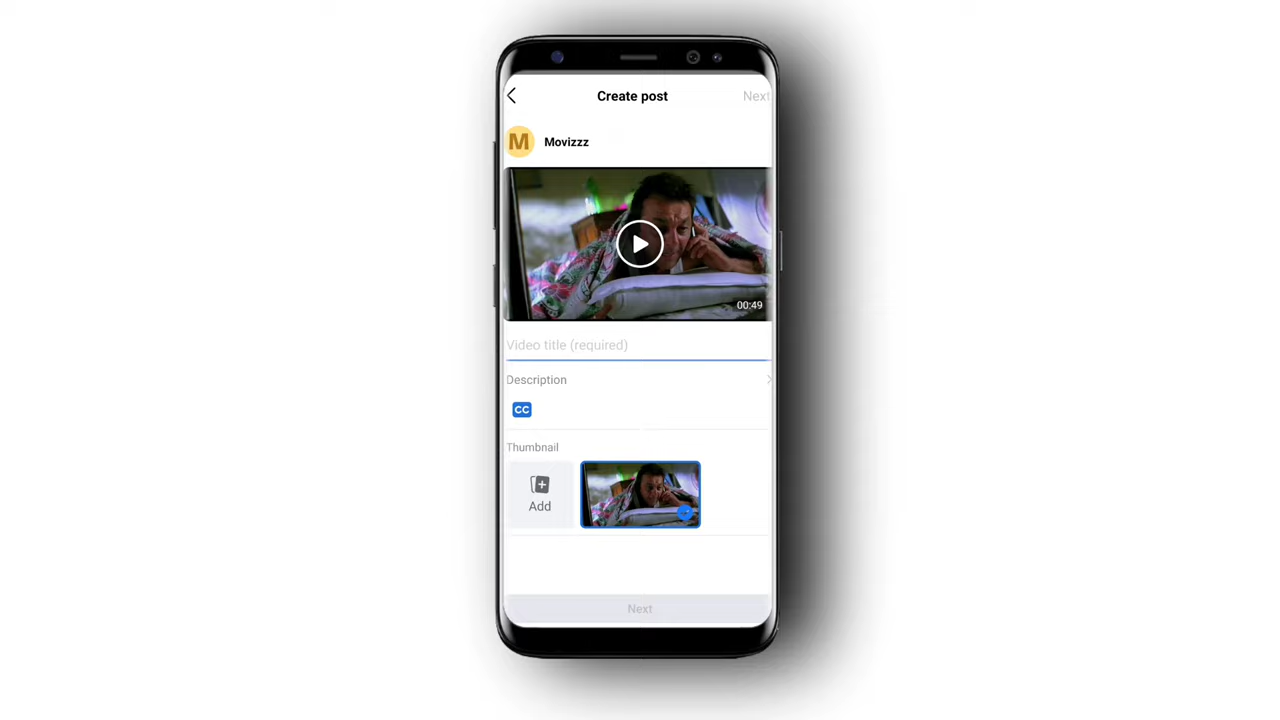 Create post
Next
M
Movizzz
00:49
Video title (required)
Description
CC
Thumbnail
Add
Next